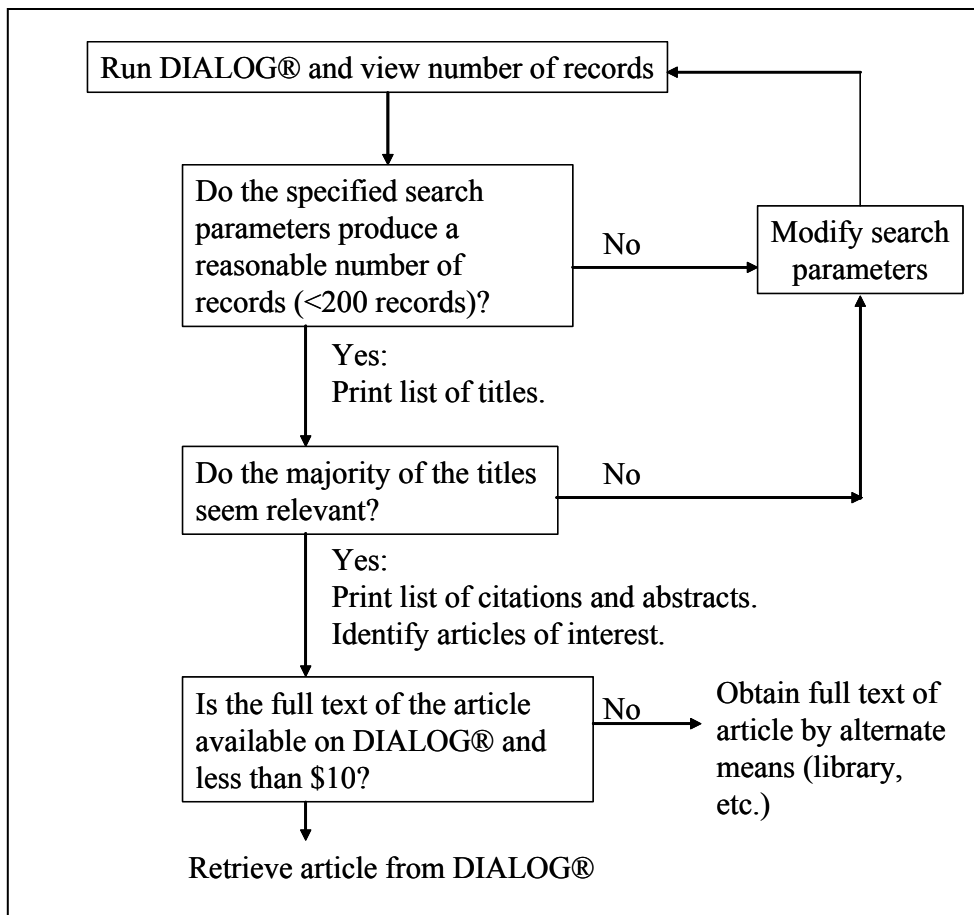 Run DIALOG® and view number of records
Do the specified search
parameters produce a
reasonable number of
records (<200 records)?
No
Modify search
parameters
Yes:
Print list of titles.
Do the majority of the titles
seem relevant?
No
Yes:
Print list of citations and abstracts.
Identify articles of interest.
Is the full text of the article
available on DIALOG® and
less than $10?
No
Obtain full text of
article by alternate
means (library,
etc.)
Retrieve article from DIALOG®